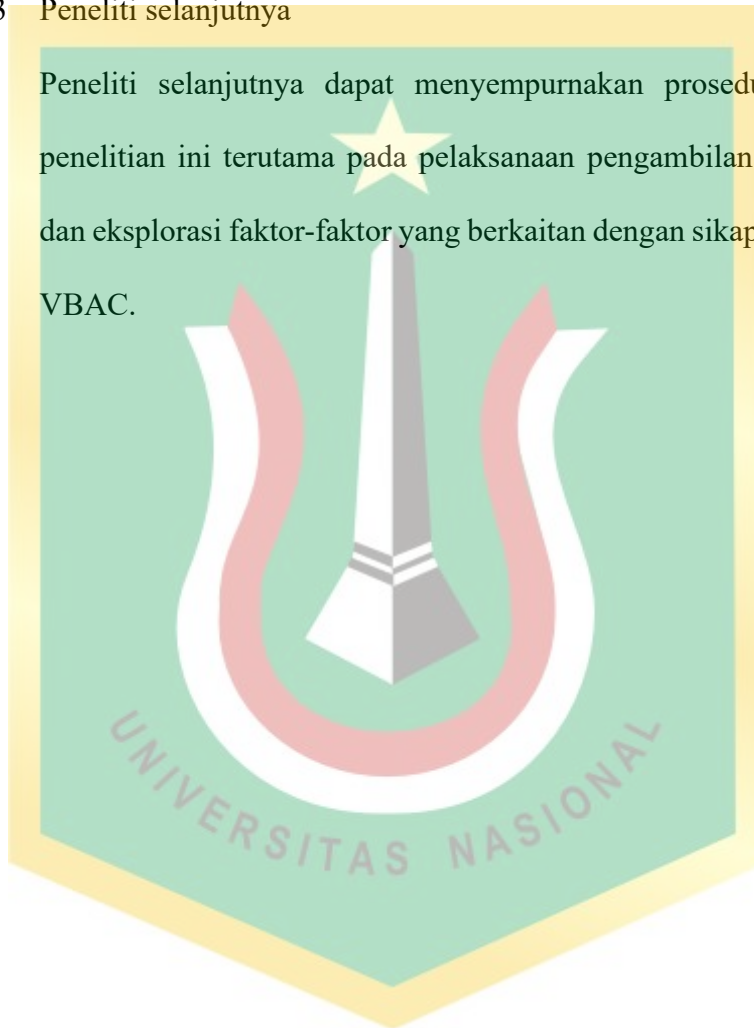 3 Peneliti selanjutnya
Peneliti selanjutnya dapat menyempurnakan
penelitian ini terutama pada pelaksanaan pengambilan
dan eksplorasi faktor-faktor yang berkaitan dengan sikap
VBAC.
UNIVERSITAS NASIONAL